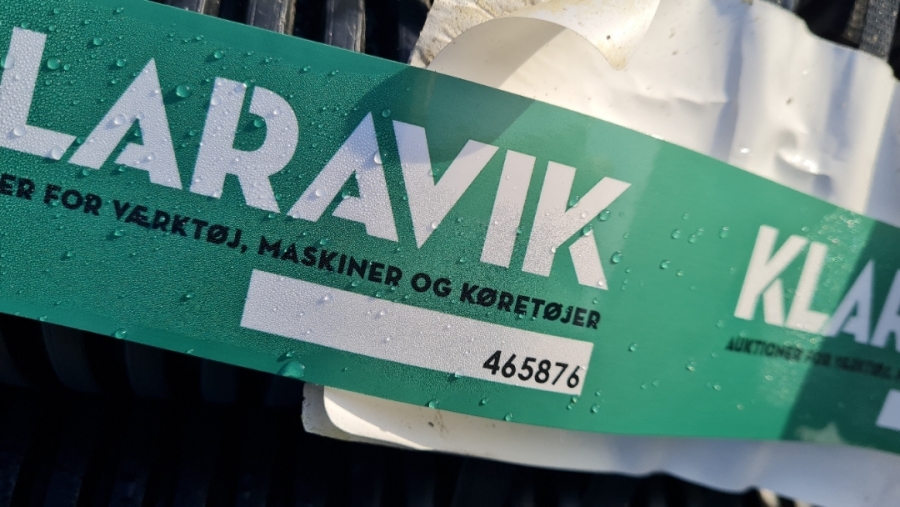 KLARAVIK
ER FOR VÆRKTØJ, MASKINER OG KØRETØJER
465876
KLAR
AUKTIONER FOR VÆRKTØJ,